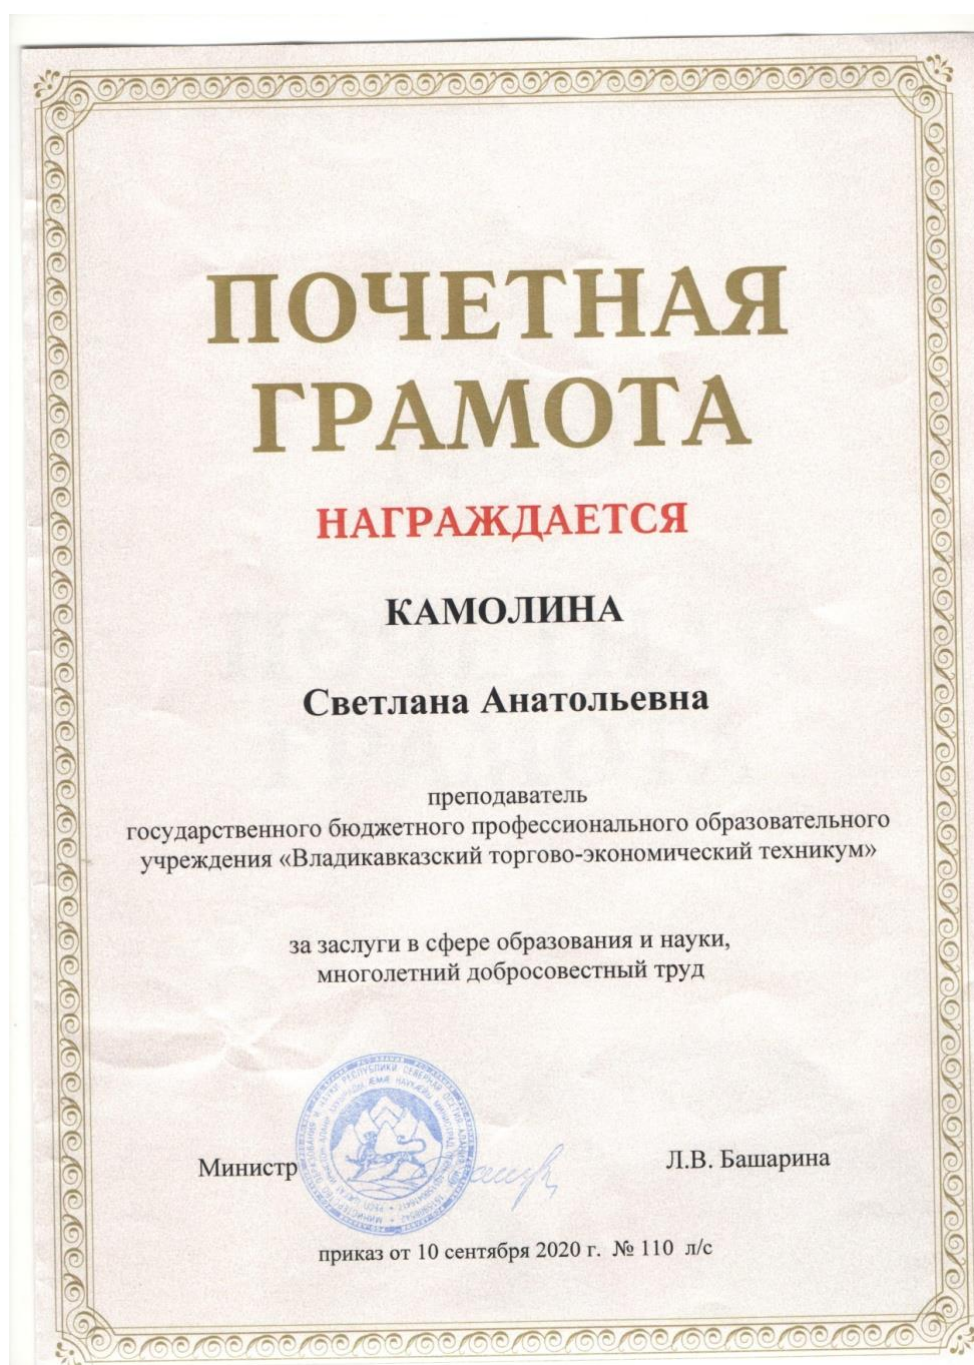 ПОЧЕТНАЯ
ГРАМОТА
НАГРАЖДАЕТСЯ
КАМОЛИНА
Светлана Анатольевна
преподаватель
государственного бюджетного профессионального образовательного
учреждения «Владикавказский торгово-экономический техникум»
за заслуги в сфере образования и науки,
многолетний добросовестный труд
Министр
Л.В. Башарина
приказ от 10 сентября 2020 г. № 110 л/с